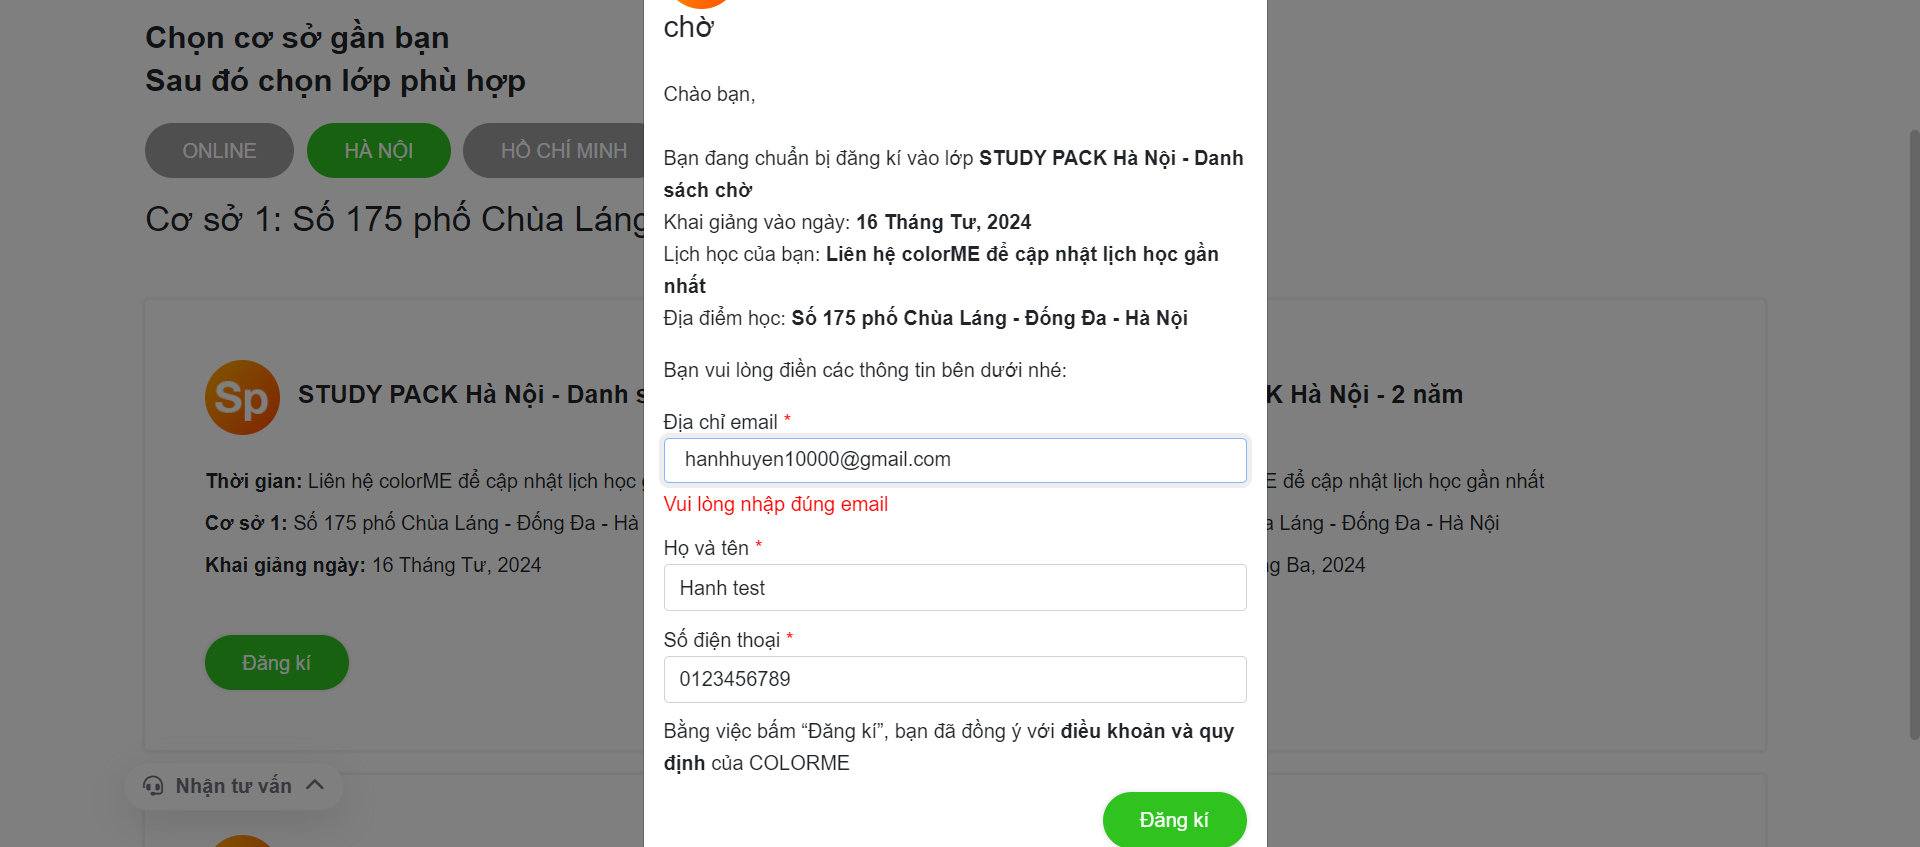 Chọn cơ sở gần bạn
Sau đó chọn lớp phù hợp
ONLINE
HÀ NỘI
HỒ CHÍ MINH
Cơ sở 1: Số 175 phố Chùa Láng
Sp
STUDY PACK Hà Nội - Danh s
Thời gian: Liên hệ colorME để cập nhật lịch học
Cơ sở 1: Số 175 phố Chùa Láng - Đống Đa - Hà
Khai giảng ngày: 16 Tháng Tư, 2024
Đăng kí
Nhận tư vấn
chờ
Chào bạn,
Bạn đang chuẩn bị đăng kí vào lớp STUDY PACK Hà Nội - Danh
sách chờ
Khai giảng vào ngày: 16 Tháng Tư, 2024
Lịch học của bạn: Liên hệ colorME để cập nhật lịch học gần
nhất
Địa điểm học: Số 175 phố Chùa Láng - Đống Đa - Hà Nội
Bạn vui lòng điền các thông tin bên dưới nhé:
Địa chỉ email *
hanhhuyen10000@gmail.com
Vui lòng nhập đúng email
Họ và tên *
Hanh test
Số điện thoại *
0123456789
Bằng việc bấm “Đăng kí”, bạn đã đồng ý với điều khoản và quy
định của COLORME
Đăng kí
K Hà Nội - 2 năm
E để cập nhật lịch học gần nhất
a Láng - Đống Đa - Hà Nội
g Ba, 2024